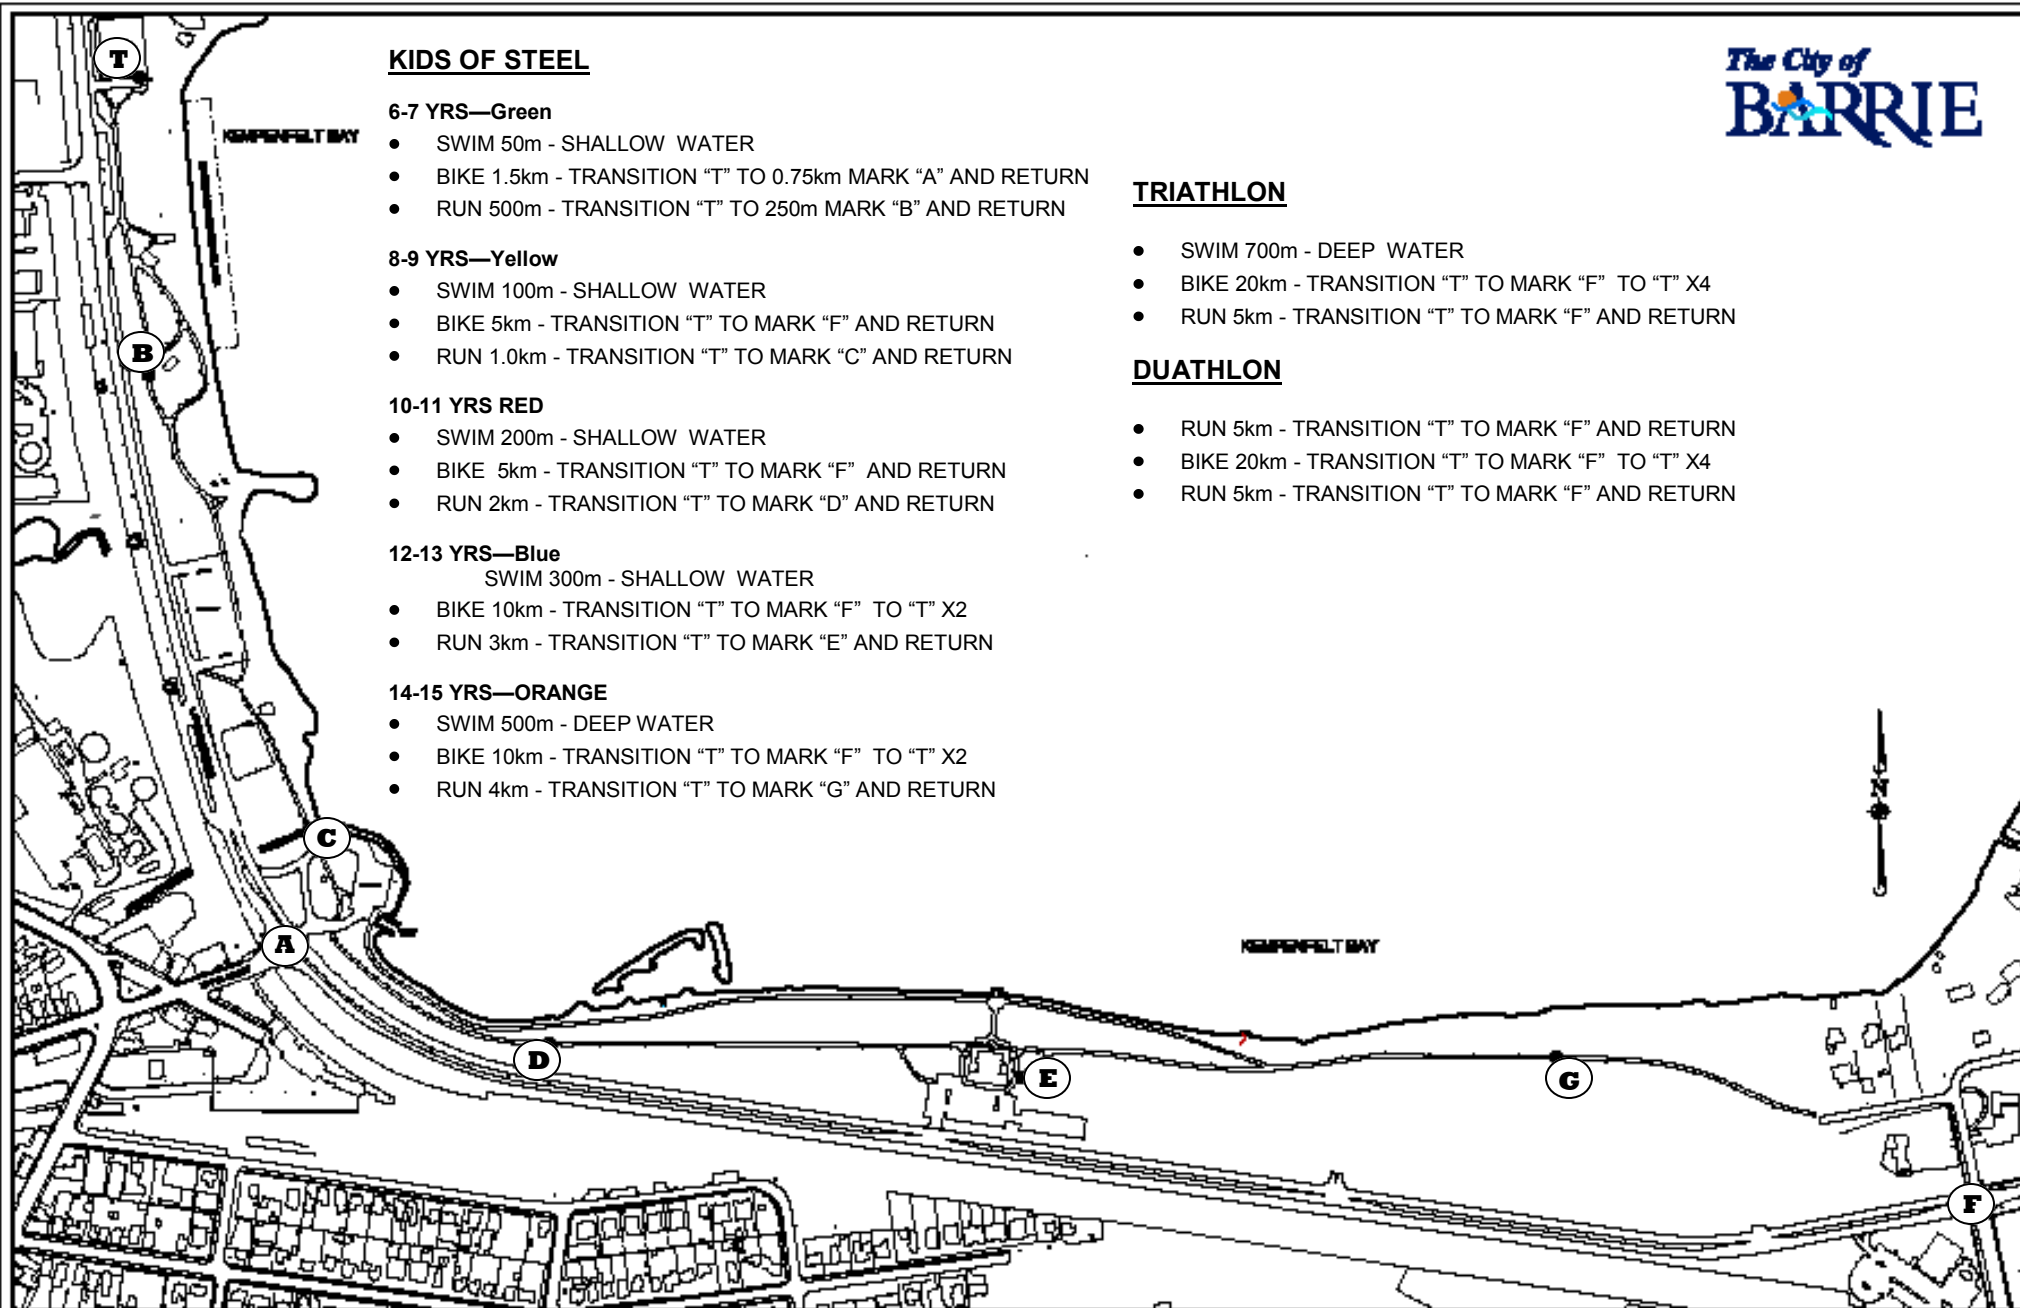 KIDS OF STEEL
6-7 YRS—Green
• SWIM 50m - SHALLOW WATER
• BIKE 1.5km - TRANSITION “T” TO 0.75km MARK “A” AND RETURN
• RUN 500m - TRANSITION “T” TO 250m MARK “B” AND RETURN
8-9 YRS—Yellow
• SWIM 100m - SHALLOW WATER
• BIKE 5km - TRANSITION “T” TO MARK “F” AND RETURN
• RUN 1.0km - TRANSITION “T” TO MARK “C” AND RETURN
10-11 YRS RED
• SWIM 200m - SHALLOW WATER
• BIKE 5km - TRANSITION “T” TO MARK “F” AND RETURN
• RUN 2km - TRANSITION “T” TO MARK “D” AND RETURN
12-13 YRS—Blue
SWIM 300m - SHALLOW WATER
• BIKE 10km - TRANSITION “T” TO MARK “F” TO “T” X2
• RUN 3km - TRANSITION “T” TO MARK “E” AND RETURN
14-15 YRS—ORANGE
• SWIM 500m - DEEP WATER
• BIKE 10km - TRANSITION “T” TO MARK “F” TO “T” X2
• RUN 4km - TRANSITION “T” TO MARK “G” AND RETURN
The City of
BARRIE
TRIATHLON
• SWIM 700m - DEEP WATER
• BIKE 20km - TRANSITION “T” TO MARK “F” TO “T” X4
• RUN 5km - TRANSITION “T” TO MARK “F” AND RETURN
DUATHLON
• RUN 5km - TRANSITION “T” TO MARK “F” AND RETURN
• BIKE 20km - TRANSITION “T” TO MARK “F” TO “T” X4
• RUN 5km - TRANSITION “T” TO MARK “F” AND RETURN
T
KEMPENFELT BAY
B
C
A
D
E
G
F
KEMPENFELT BAY
N